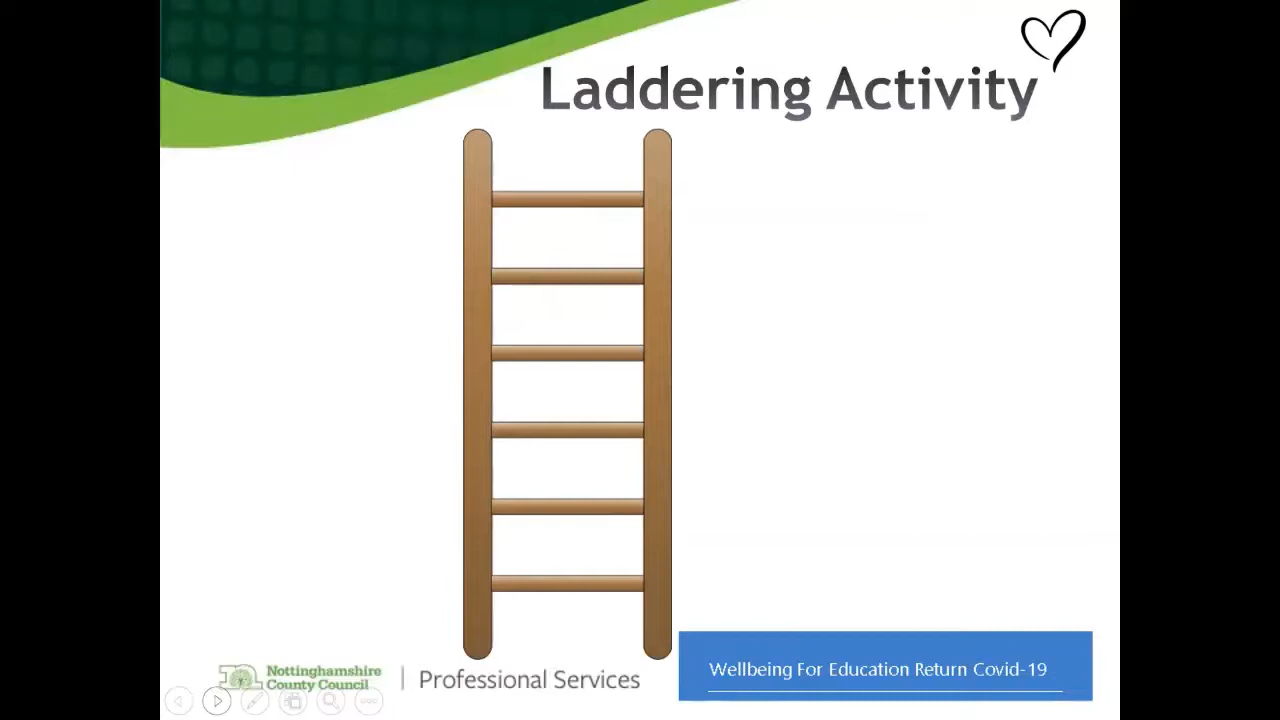 Laddering Activity
Nottinghamshire
County Council
Professional Services
Wellbeing For Education Return Covid-19